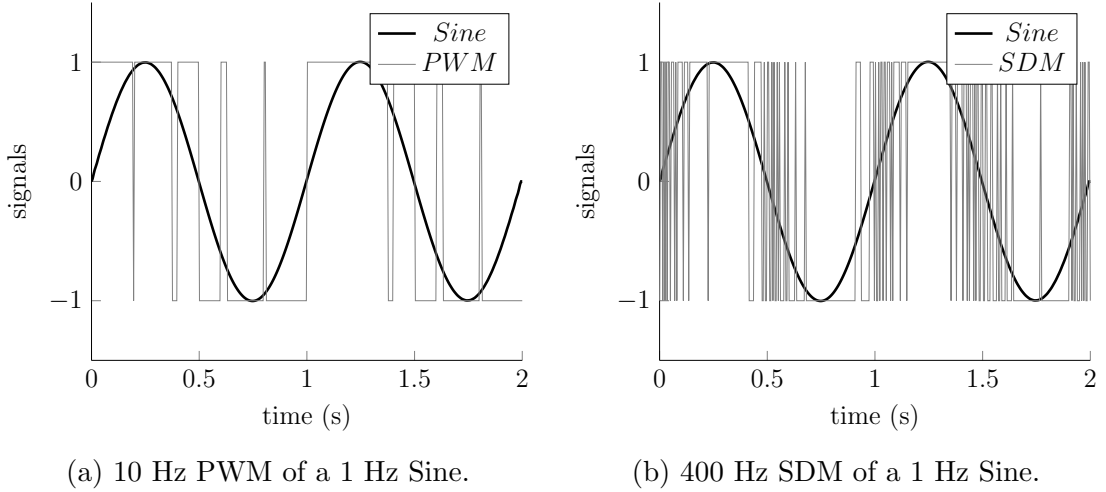 Sine
PWM
1
0
−1
signals
0
0.5
1
1.5
2
time (s)
(a) 10 Hz PWM of a 1 Hz Sine.
Sine
SDM
1
0
−1
signals
0
0.5
1
1.5
2
time (s)
(b) 400 Hz SDM of a 1 Hz Sine.